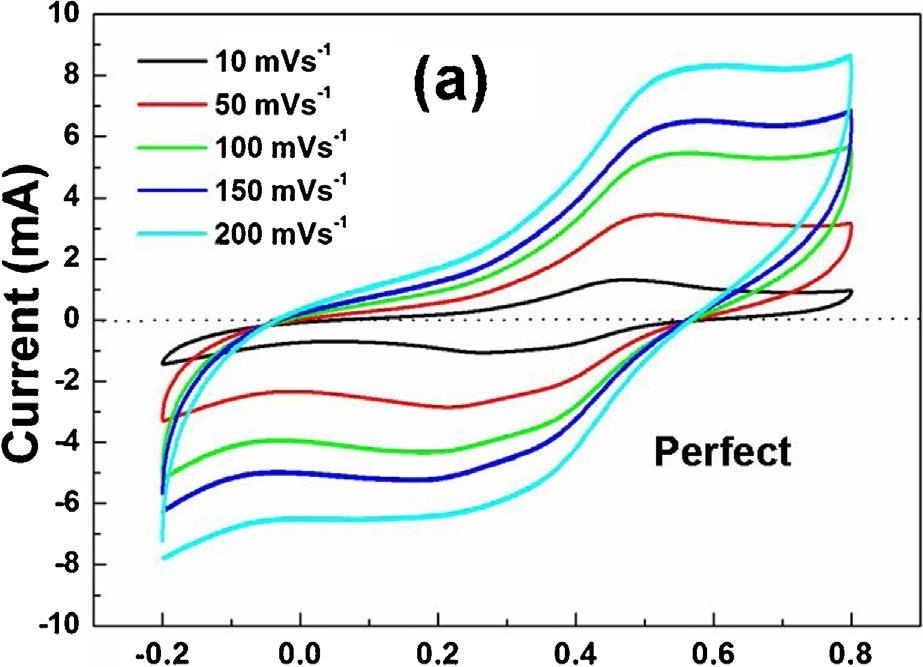 10
8
6
4
2
0
-2
-4
-6
-8
-10
Current (mA)
10 mVs⁻¹
50 mVs⁻¹
100 mVs⁻¹
150 mVs⁻¹
200 mVs⁻¹
(a)
Perfect
-0.2 0.0 0.2 0.4 0.6 0.8